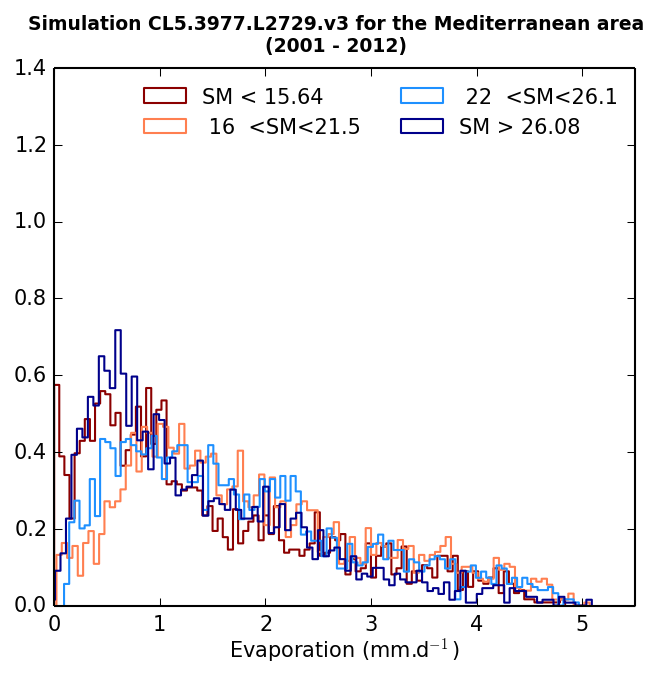 Simulation CL5.3977.L2729.v3 for the Mediterranean area
(2001 - 2012)
1.4
SM < 15.64
22 <SM<26.1
16 <SM<21.5
SM > 26.08
1.2
1.0
0.8
0.6
0.4
0.2
0.0
0 1 2 3 4 5
Evaporation (mm.d⁻¹)